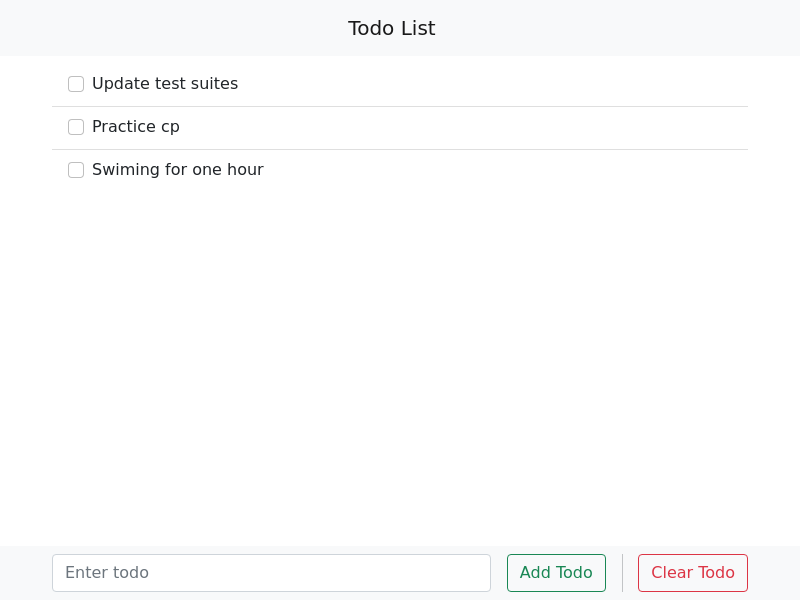 Todo List
Update test suites
Practice cp
Swiming for one hour
Enter todo
Add Todo
Clear Todo